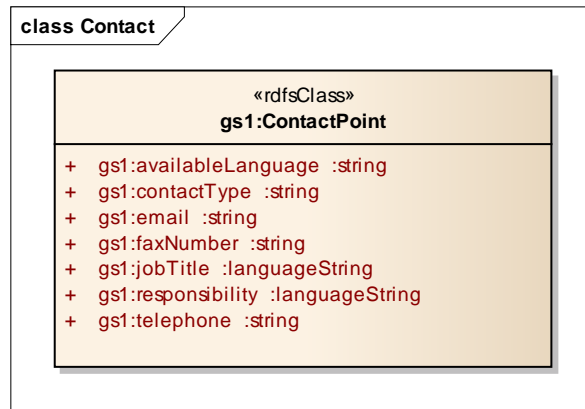 class Contact
«rdfsClass»
gs1:ContactPoint
+ gs1:availableLanguage :string
+ gs1:contactType :string
+ gs1:email :string
+ gs1:faxNumber :string
+ gs1:jobTitle :languageString
+ gs1:responsibility :languageString
+ gs1:telephone :string